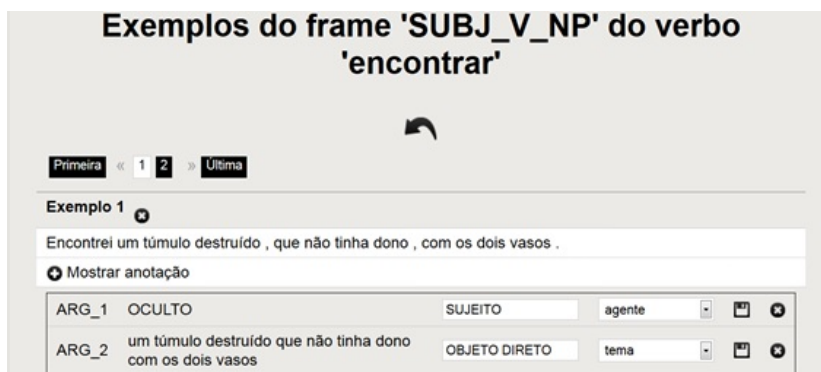 Exemplos do frame 'SUBJ_V_NP' do verbo
'encontrar'
Primeira « 1 2 » Última
Exemplo 1
Encontrei um túmulo destruído , que não tinha dono , com os dois vasos .
Mostrar anotação
ARG_1 OCULTO SUJEITO agente
ARG_2 um túmulo destruído que não tinha dono
com os dois vasos OBJETO DIRETO tema